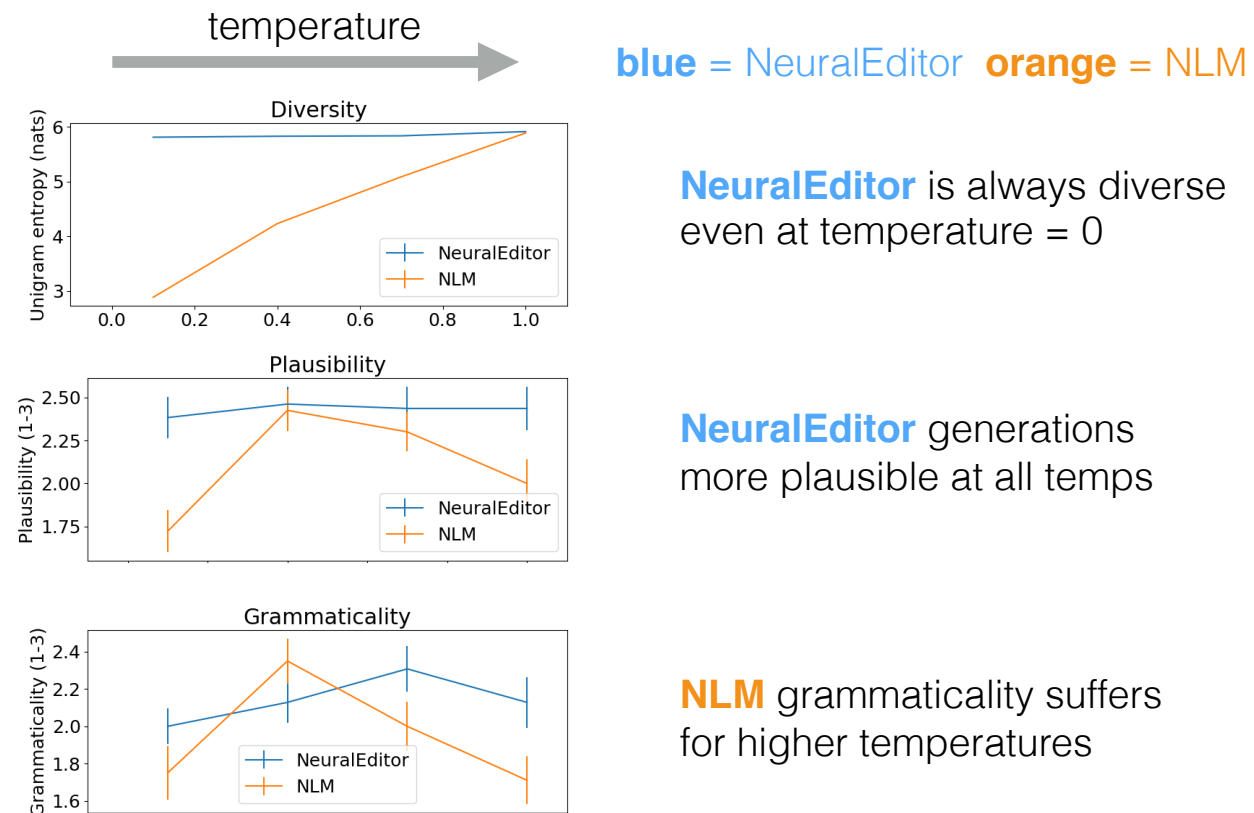 temperature
blue = NeuralEditor orange = NLM
Diversity
Unigram entropy (nats)
6
5
4
3
NeuralEditor
NLM
0.0 0.2 0.4 0.6 0.8 1.0
NeuralEditor is always diverse
even at temperature = 0
Plausibility
Plausibility (1-3)
2.50
2.25
2.00
1.75
NeuralEditor
NLM
NeuralEditor generations
more plausible at all temps
Grammaticality
Grammaticality (1-3)
2.4
2.2
2.0
1.8
1.6
NeuralEditor
NLM
NLM grammaticality suffers
for higher temperatures